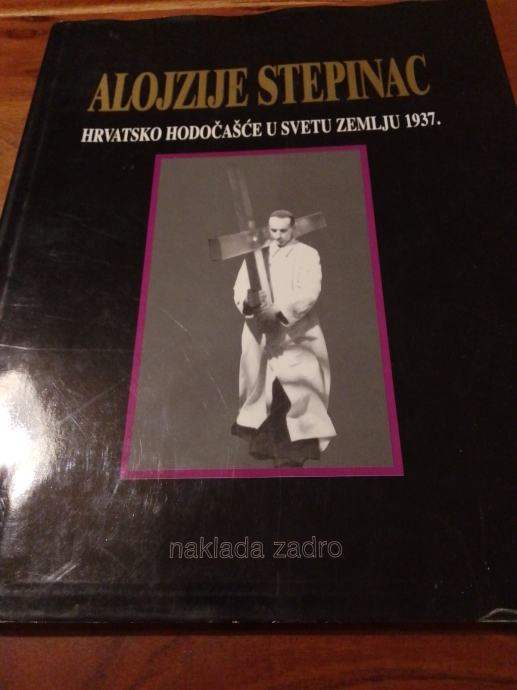 ALOJZIJE STEPINAC
HRVATSKO HODOČAŠĆE U SVETU ZEMLJU 1937.
naklada zadro